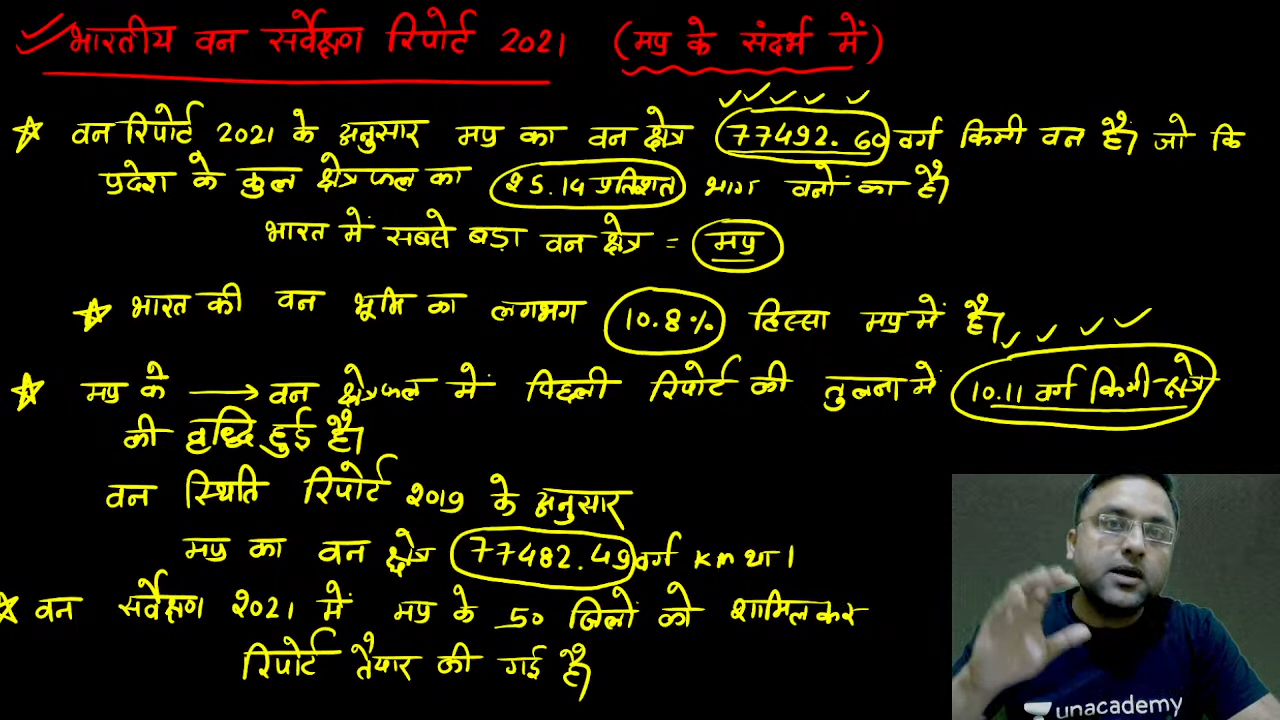 भारतीय वन सर्वेक्षण रिपोर्ट 2021 (मप्र के संदर्भ में)
वन रिपोर्ट 2021 के अनुसार मप्र का वन क्षेत्र 77492.60 वर्ग किमी वन है। जो कि
प्रदेश के कुल क्षेत्रफल का 25.14 प्रतिशत भाग वनों का है।
भारत में सबसे बड़ा वन क्षेत्र = मप्र
भारत की वन भूमि का लगभग 10.8% हिस्सा मप्र में है।
मप्र के → वन क्षेत्रफल में पिछली रिपोर्ट की तुलना में 10.11 वर्ग किमी-क्षेत्र
की वृद्धि हुई है।
वन स्थिति रिपोर्ट 2019 के अनुसार
मप्र का वन क्षेत्र 77482.49 वर्ग km था।
वन सर्वेक्षण 2021 में मप्र के 50 जिलों को शामिल कर
रिपोर्ट तैयार की गई है
unacademy